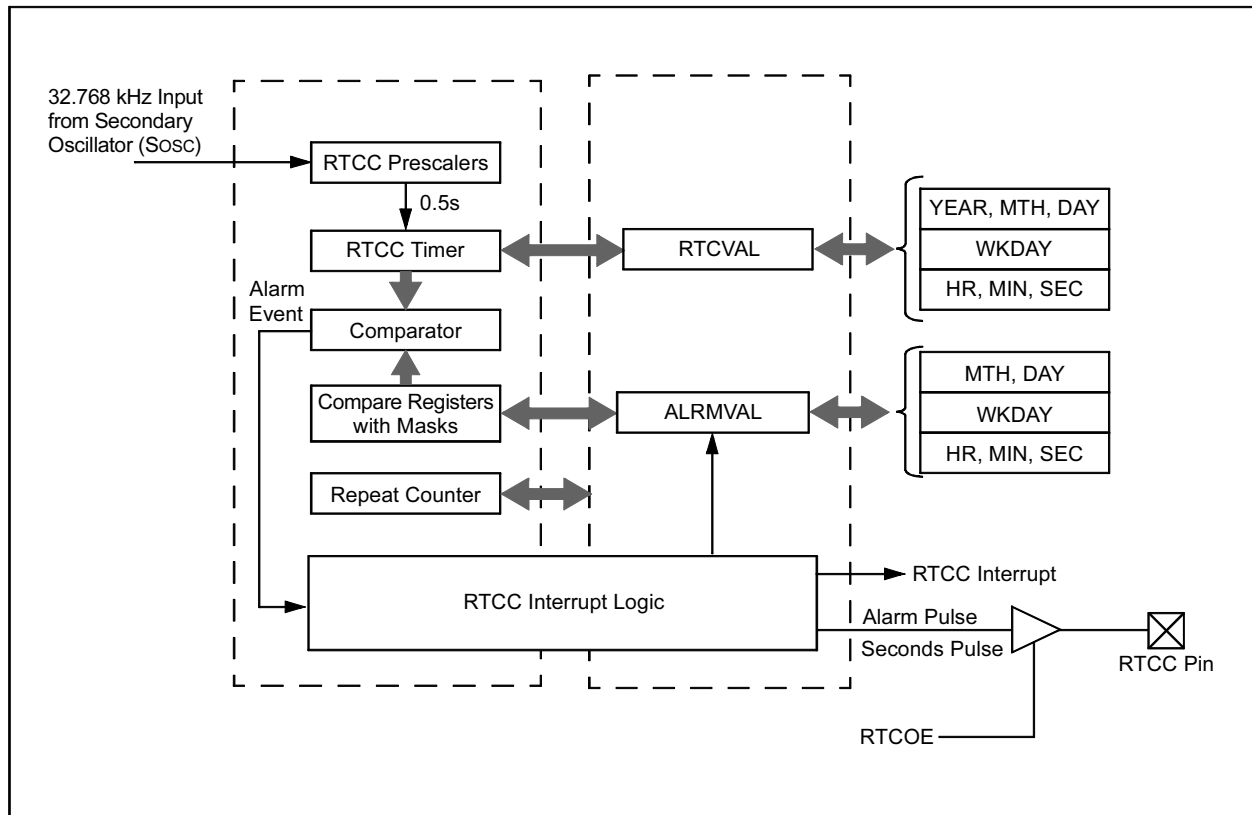 32.768 kHz Input
from Secondary
Oscillator (SOSC)
RTCC Prescalers
0.5s
RTCC Timer
RTCVAL
YEAR, MTH, DAY
WKDAY
HR, MIN, SEC
Alarm
Event
Comparator
Compare Registers
with Masks
ALRMVAL
MTH, DAY
WKDAY
HR, MIN, SEC
Repeat Counter
RTCC Interrupt Logic
RTCC Interrupt
Alarm Pulse
Seconds Pulse
RTCC Pin
RTCOE